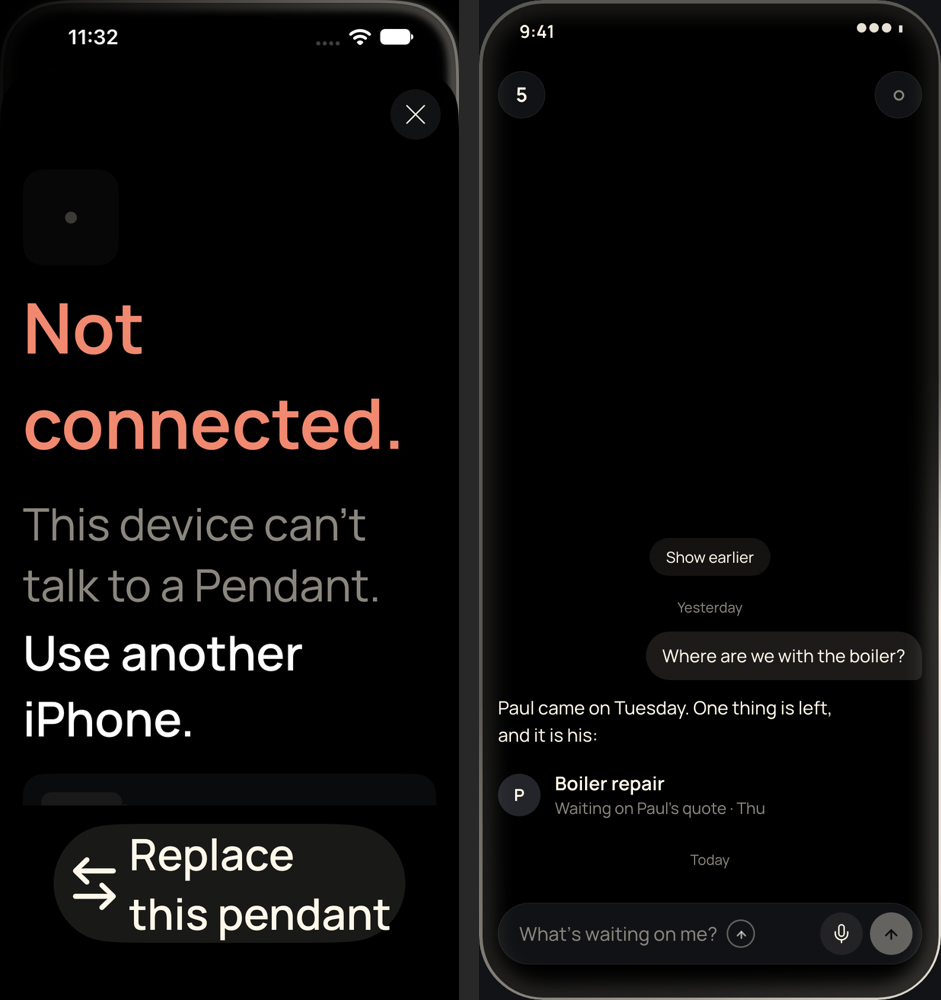 11:32
Not
connected.
This device can't
talk to a Pendant.
Use another
iPhone.
Replace
this pendant
9:41
5
Show earlier
Yesterday
Where are we with the boiler?
Paul came on Tuesday. One thing is left,
and it is his:
P
Boiler repair
Waiting on Paul's quote · Thu
Today
What's waiting on me?